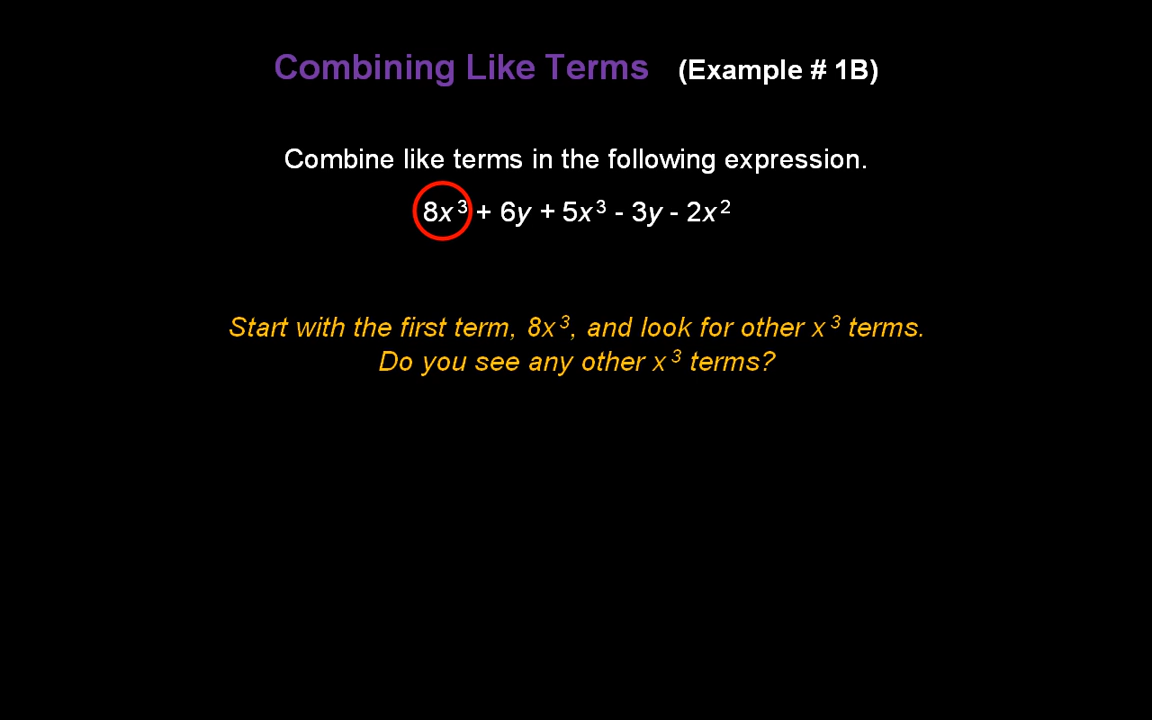 Combining Like Terms (Example # 1B)
Combine like terms in the following expression.
8x³ + 6y + 5x³ - 3y - 2x²
Start with the first term, 8x³, and look for other x³ terms.
Do you see any other x³ terms?